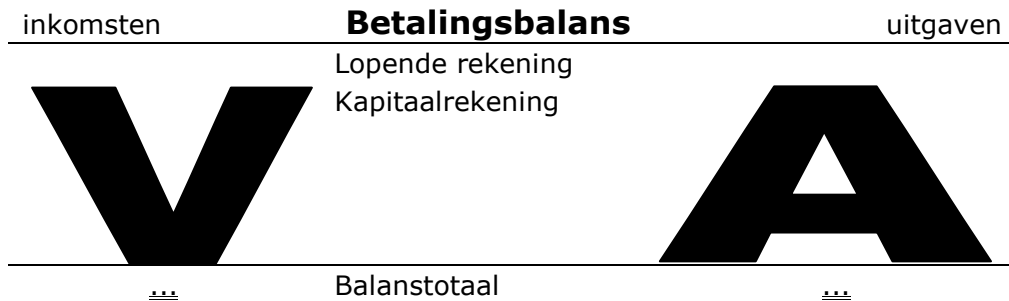 inkomsten Betalingsbalans uitgaven
Lopende rekening
Kapitaalrekening
V A
... Balanstotaal ...